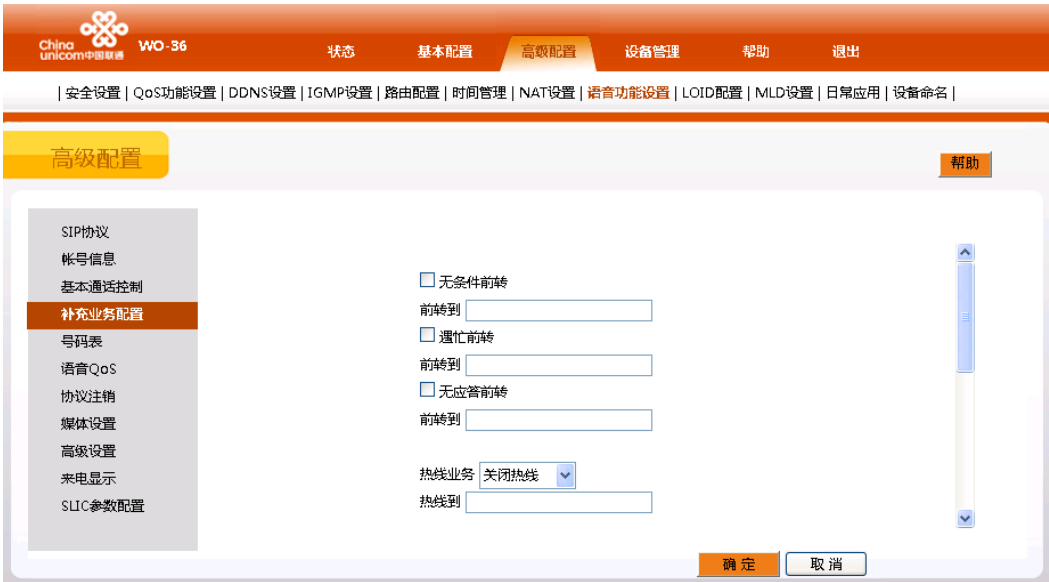 China
unicom中国联通
WO-36
状态 基本配置 高级配置 设备管理 帮助 退出
| 安全设置 | QoS功能设置 | DDNS设置 | IGMP设置 | 路由配置 | 时间管理 | NAT设置 | 语音功能设置 | LOID配置 | MLD设置 | 日常应用 | 设备命名 |
高级配置
帮助
SIP协议
帐号信息
基本通话控制
补充业务配置
号码表
语音QoS
协议注销
媒体设置
高级设置
来电显示
SLIC参数配置
无条件前转
前转到
遇忙前转
前转到
无应答前转
前转到
热线业务 关闭热线
热线到
确定 取消